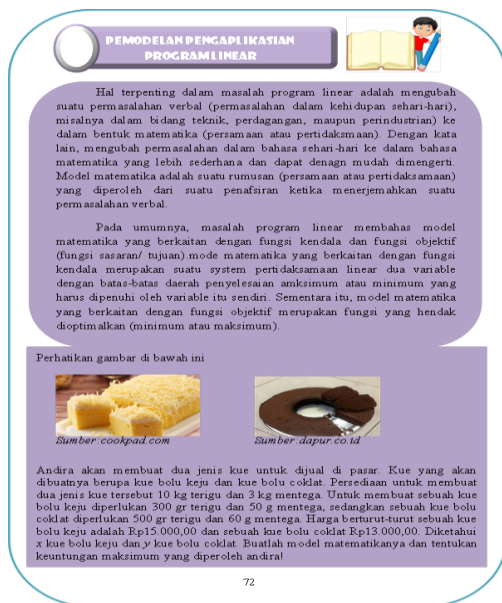 PEMODELAN PENGAPLIKASIAN
PROGRAM LINEAR
Hal terpenting dalam masalah program linear adalah mengubah
suatu permasalahan verbal (permasalahan dalam kehidupan sehari-hari),
misalnya dalam bidang teknik, perdagangan, maupun perindustrian) ke
dalam bentuk matematika (persamaan atau pertidaksmaan). Dengan kata
lain, mengubah permasalahan dalam bahasa sehari-hari ke dalam bahasa
matematika yang lebih sederhana dan dapat denagn mudah dimengerti.
Model matematika adalah suatu rumusan (persamaan atau pertidaksamaan)
yang diperoleh dari suatu penafsiran ketika menerjemahkan suatu
permasalahan verbal.
Pada umumnya, masalah program linear membahas model
matematika yang berkaitan dengan fungsi kendala dan fungsi objektif
(fungsi sasaran/ tujuan).mode matematika yang berkaitan dengan fungsi
kendala merupakan suatu system pertidaksamaan linear dua variable
dengan batas-batas daerah penyelesaian amksimum atau minimum yang
harus dipenuhi oleh variable itu sendiri. Sementara itu, model matematika
yang berkaitan dengan fungsi objektif merupakan fungsi yang hendak
dioptimalkan (minimum atau maksimum).
Perhatikan gambar di bawah ini
Sumber:cookpad.com
Sumber:dapur.co.id
Andira akan membuat dua jenis kue untuk dijual di pasar. Kue yang akan
dibuatnya berupa kue bolu keju dan kue bolu coklat. Persediaan untuk membuat
dua jenis kue tersebut 10 kg terigu dan 3 kg mentega. Untuk membuat sebuah kue
bolu keju diperlukan 300 gr terigu dan 50 g mentega, sedangkan sebuah kue bolu
coklat diperlukan 500 gr terigu dan 60 g mentega. Harga berturut-turut sebuah kue
bolu keju adalah Rp15.000,00 dan sebuah kue bolu coklat Rp13.000,00. Diketahui
x kue bolu keju dan y kue bolu coklat. Buatlah model matematikanya dan tentukan
keuntungan maksimum yang diperoleh andira!
72